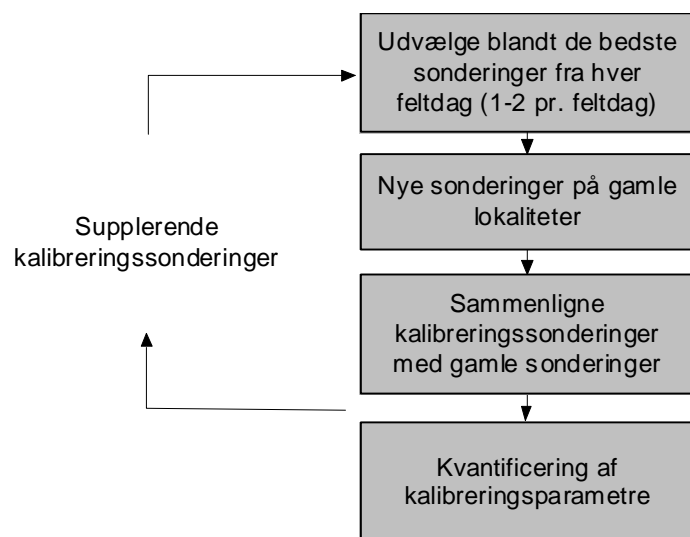 Udvælge blandt de bedste
sonderinger fra hver
feltdag (1-2 pr. feltdag)
Nye sonderinger på gamle
lokaliteter
Supplerende
kalibreringssonderinger
Sammenligne
kalibreringssonderinger
med gamle sonderinger
Kvantificering af
kalibreringsparametre